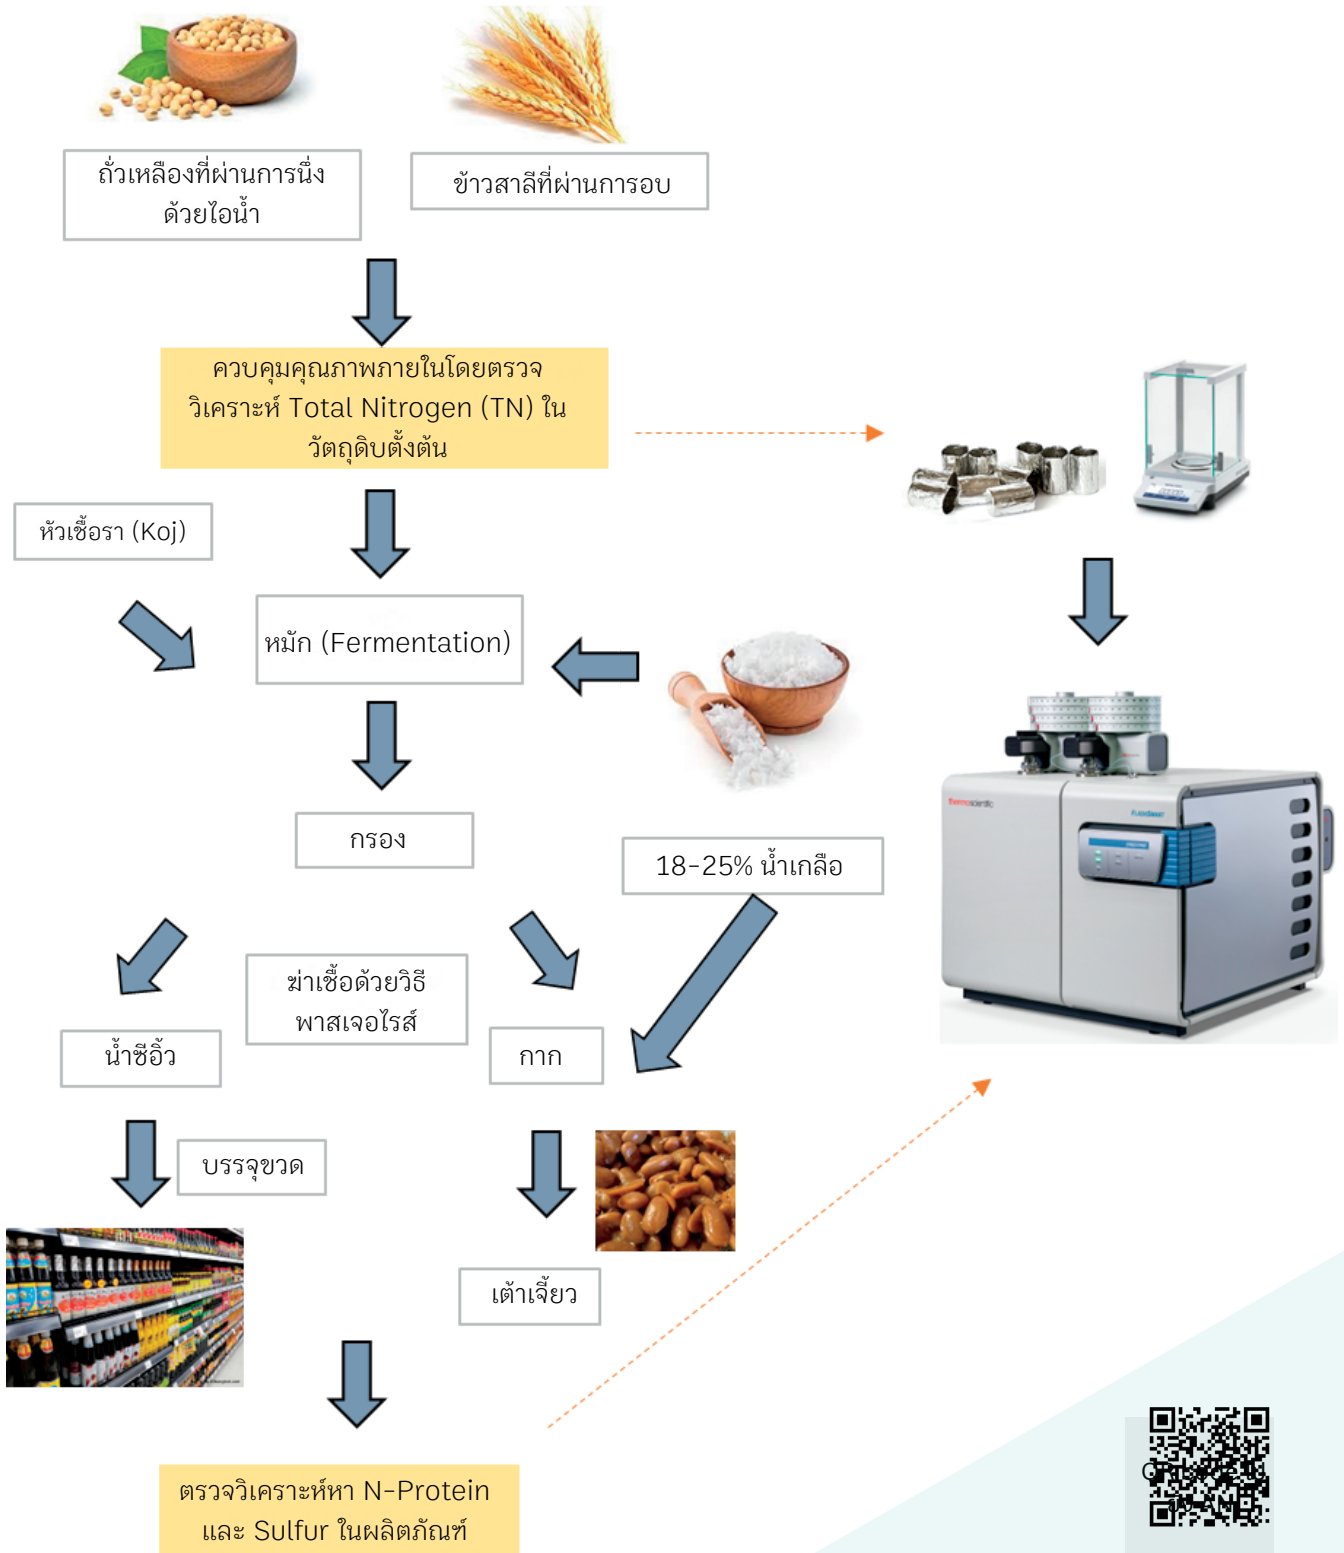 ถั่วเหลืองที่ผ่านการนึ่ง
ด้วยไอน้ำ
ข้าวสาลีที่ผ่านการอบ
ควบคุมคุณภาพภายในโดยตรวจ
วิเคราะห์ Total Nitrogen (TN) ใน
วัตถุดิบตั้งต้น
หัวเชื้อรา (Koj)
หมัก (Fermentation)
กรอง
18-25% น้ำเกลือ
thermoscientific
FLASHSMART
ฆ่าเชื้อด้วยวิธี
พาสเจอไรส์
น้ำซีอิ๊ว
กาก
บรรจุขวด
เต้าเจี้ยว
ตรวจวิเคราะห์หา N-Protein
และ Sulfur ในผลิตภัณฑ์